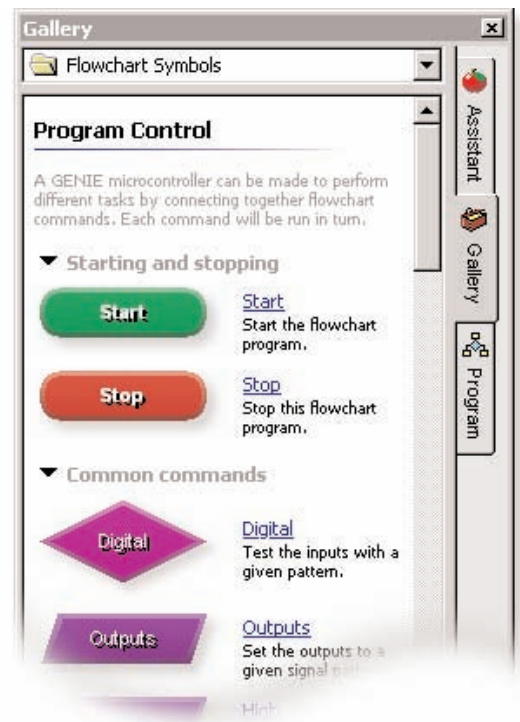 Gallery
Flowchart Symbols
Program Control
A GENIE microcontroller can be made to perform
different tasks by connecting together flowchart
commands. Each command will be run in turn.
Starting and stopping
Start
Start
Start the flowchart
program.
Stop
Stop
Stop this flowchart
program.
Common commands
Digital
Digital
Test the inputs with a
given pattern.
Outputs
Outputs
Set the outputs to a
given signal
High
Assistant
Gallery
Program